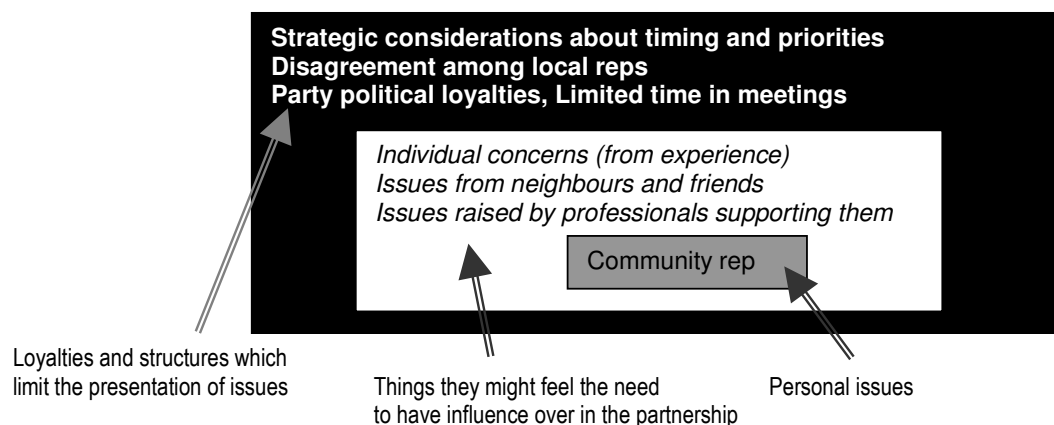 Strategic considerations about timing and priorities
Disagreement among local reps
Party political loyalties, Limited time in meetings
Individual concerns (from experience)
Issues from neighbours and friends
Issues raised by professionals supporting them
Community rep
Loyalties and structures which
limit the presentation of issues
Things they might feel the need
to have influence over in the partnership
Personal issues